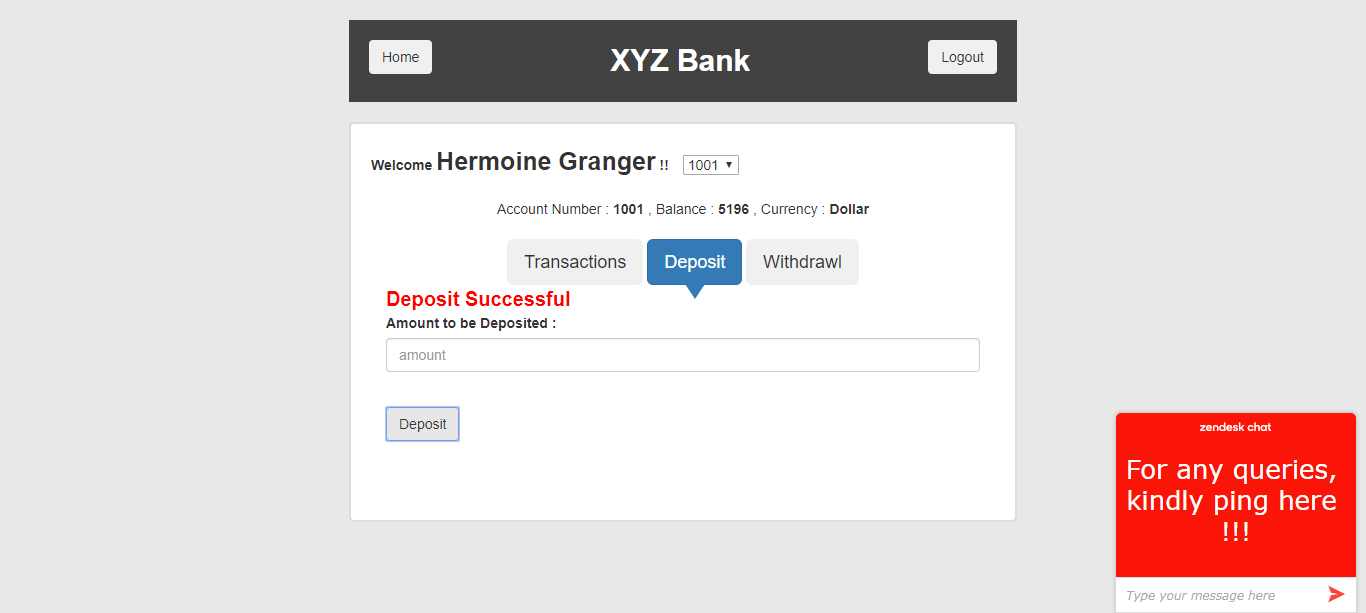 Home
XYZ Bank
Logout
Welcome Hermoine Granger !! 1001
Account Number : 1001 , Balance : 5196 , Currency : Dollar
Transactions
Deposit
Withdrawl
Deposit Successful
Amount to be Deposited :
amount
Deposit
zendesk chat
For any queries,
kindly ping here
!!!
Type your message here